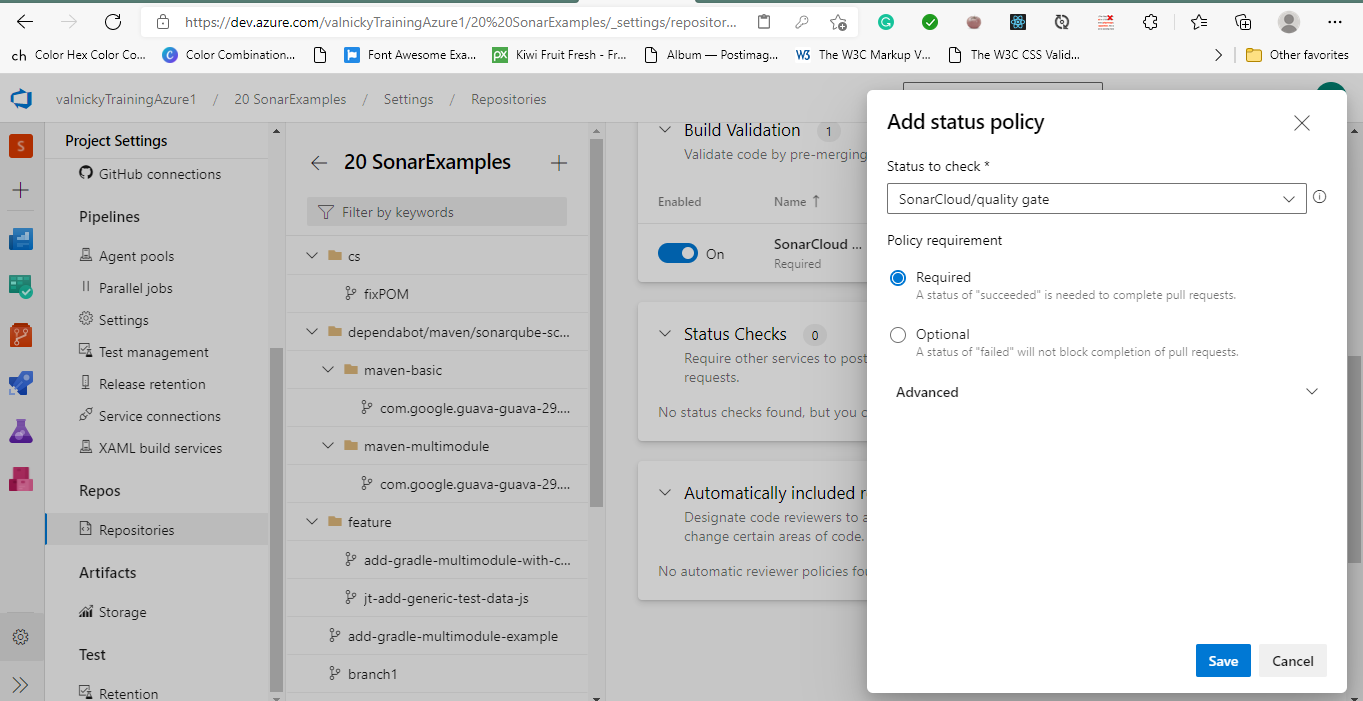 https://dev.azure.com/valnickyTrainingAzure1/20%20SonarExamples/_settings/repositor...
ch Color Hex Color Co...
C Color Combination...
Font Awesome Exa...
px Kiwi Fruit Fresh - Fr...
Album — Postimag...
W3 The W3C Markup V...
The W3C CSS Valid...
Other favorites
valnickyTrainingAzure1 / 20 SonarExamples / Settings / Repositories
S
Project Settings
GitHub connections
Pipelines
Agent pools
Parallel jobs
Settings
Test management
Release retention
Service connections
XAML build services
Repos
Repositories
Artifacts
Storage
Test
Retention
20 SonarExamples
Filter by keywords
cs
fixPOM
dependabot/maven/sonarqube-sc...
maven-basic
com.google.guava-guava-29....
maven-multimodule
com.google.guava-guava-29....
feature
add-gradle-multimodule-with-c...
jt-add-generic-test-data-js
add-gradle-multimodule-example
branch1
Build Validation 1
Validate code by pre-merging
Enabled
Name ↑
On
SonarCloud ...
Required
Status Checks 0
Require other services to post
requests.
No status checks found, but you c
Automatically included r
Designate code reviewers to a
change certain areas of code.
No automatic reviewer policies fou
Add status policy
Status to check *
SonarCloud/quality gate
Policy requirement
Required
A status of "succeeded" is needed to complete pull requests.
Optional
A status of "failed" will not block completion of pull requests.
Advanced
Save
Cancel